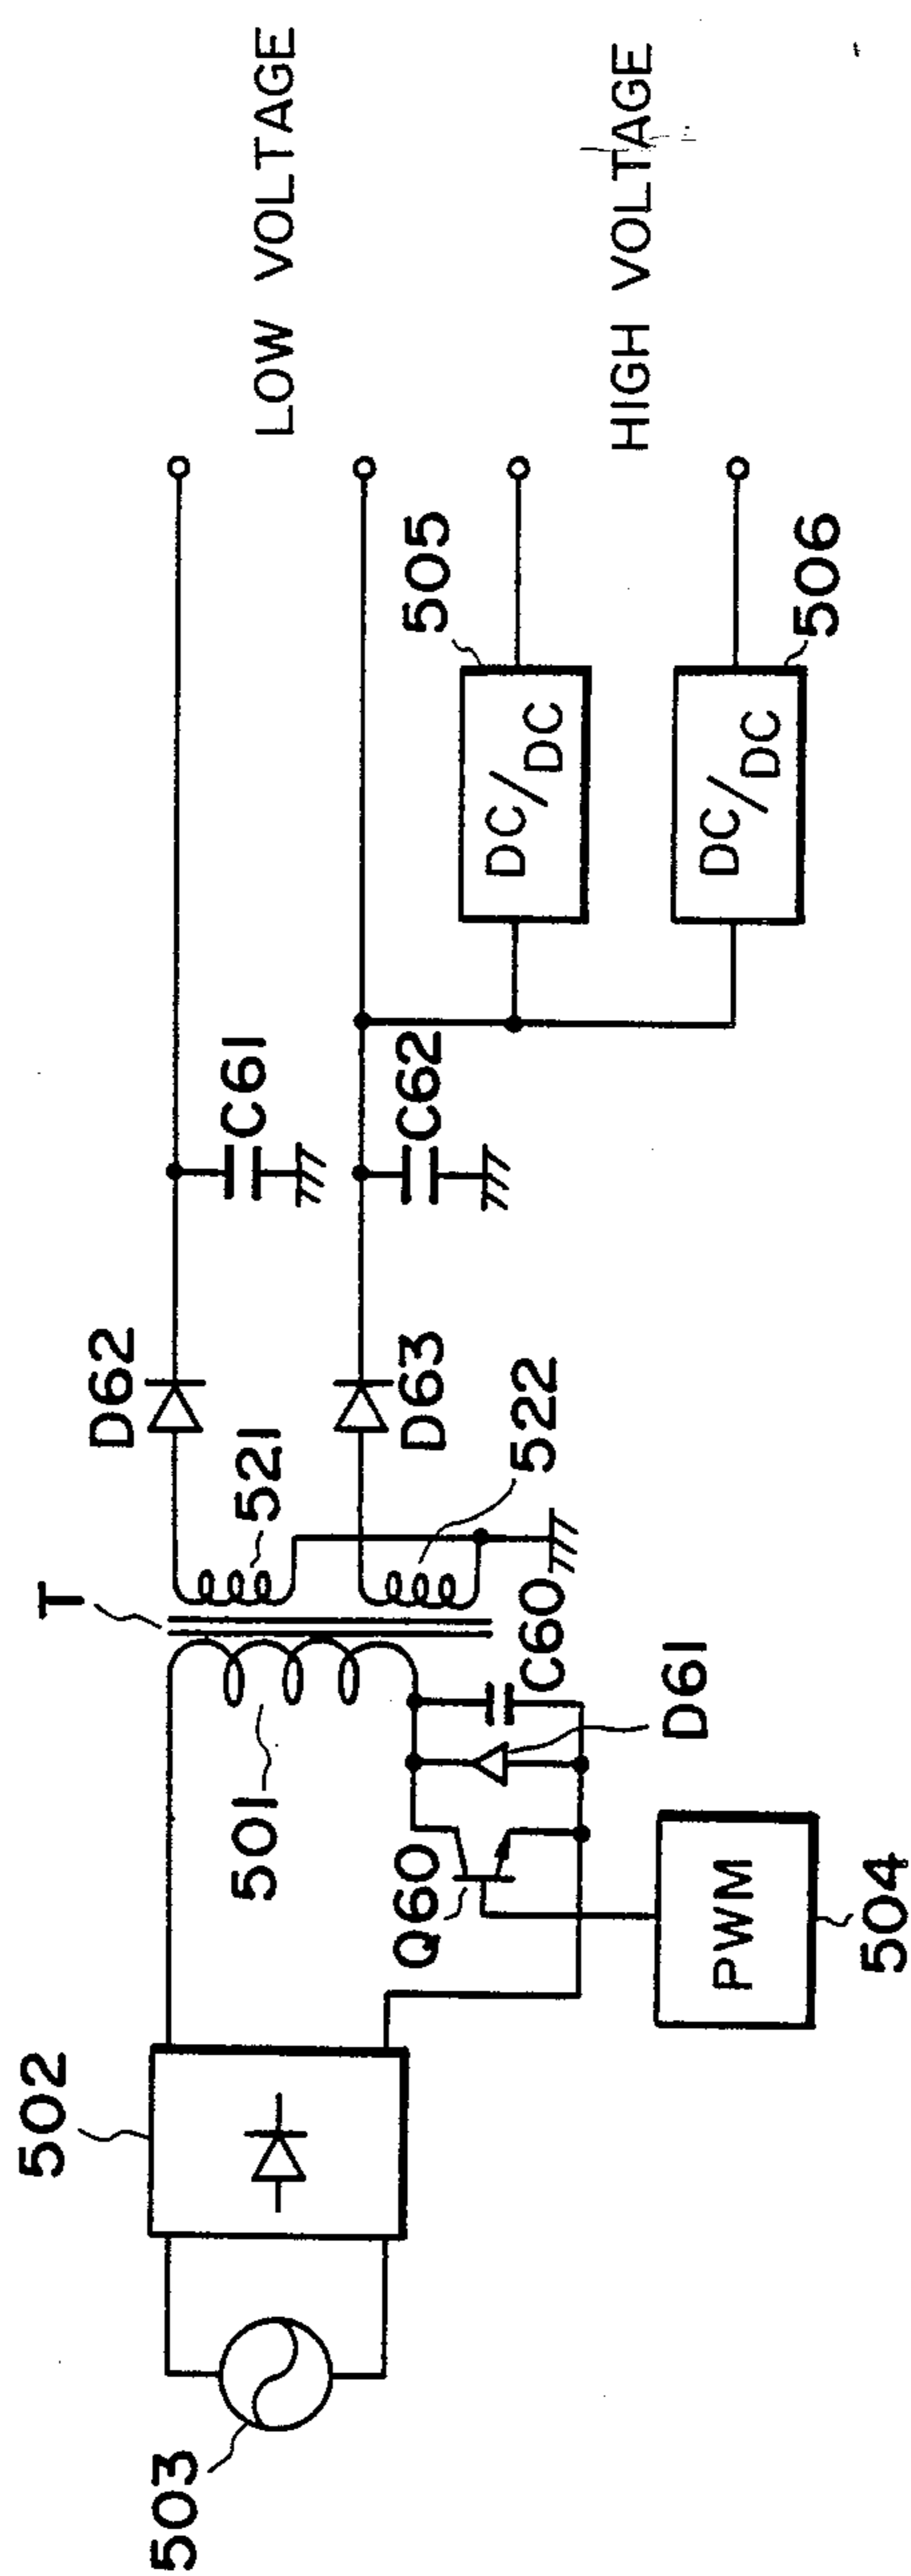 503
502
501
T
521
522
D62
D63
C61
C62
C60
D61
Q60
PWM
504
DC/DC
505
DC/DC
506
LOW VOLTAGE
HIGH VOLTAGE